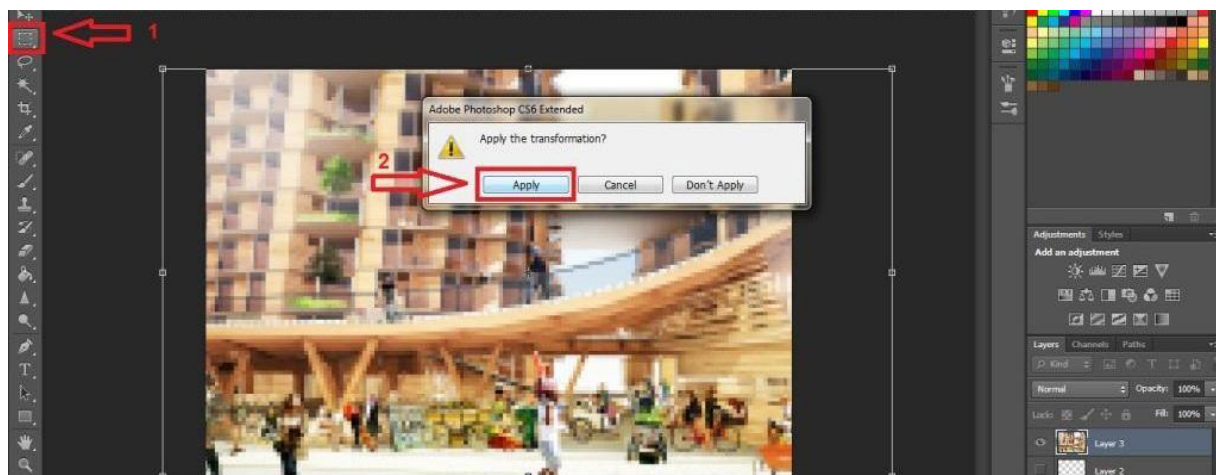 1
Adobe Photoshop CS6 Extended
Apply the transformation?
2
Apply
Cancel
Don't Apply
Adjustments Styles
Add an adjustment
Layers Channels Paths
Kind
T
Normal
Opacity: 100%
Lock:
Fill: 100%
Layer 3
Layer 2